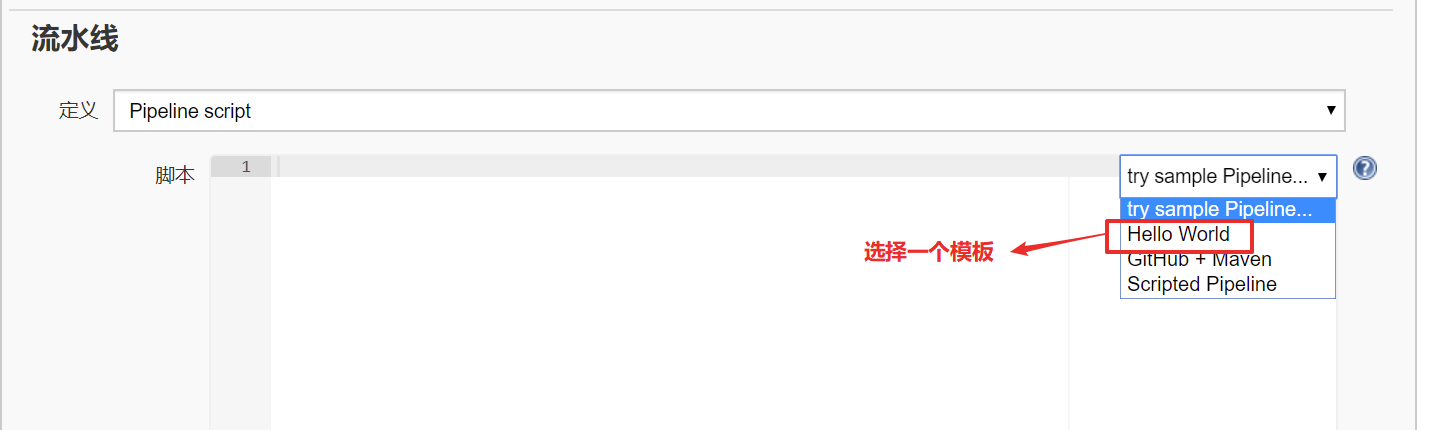 流水线
定义 Pipeline script
脚本 1 try sample Pipeline...
try sample Pipeline...
Hello World
选择一个模板
GitHub + Maven
Scripted Pipeline